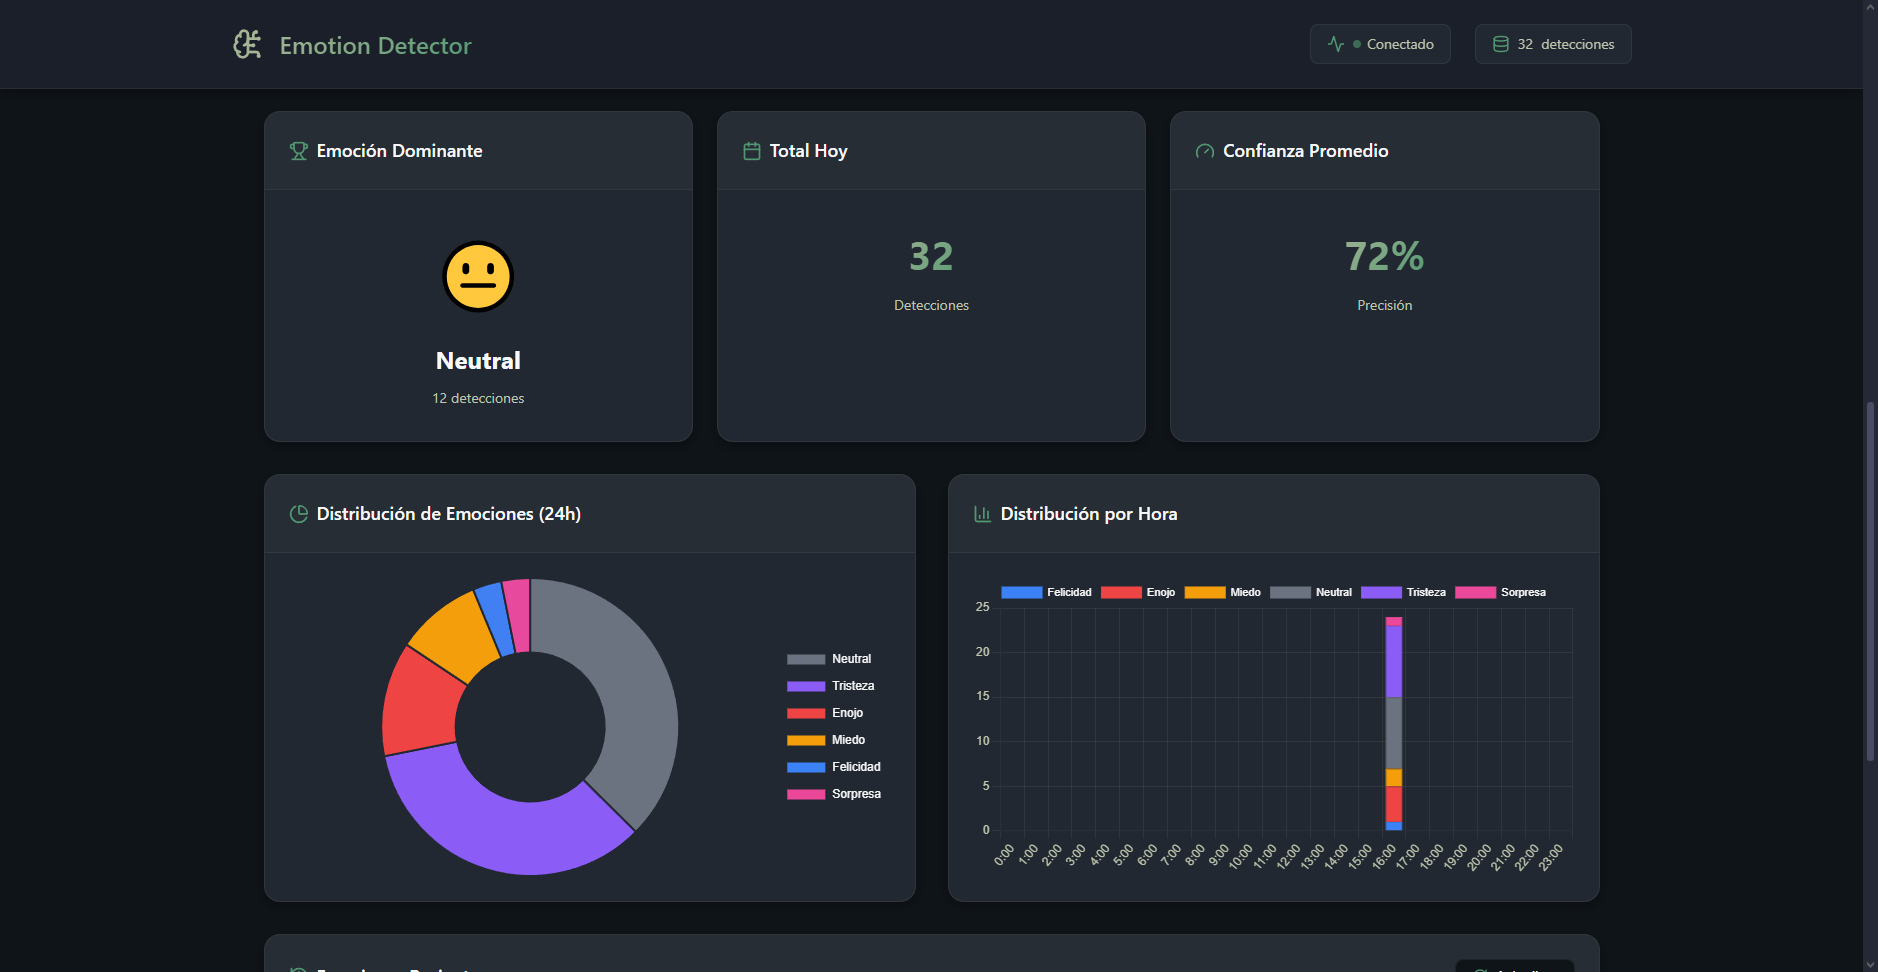 Emotion Detector
Conectado
32 detecciones
Emoción Dominante
Neutral
12 detecciones
Total Hoy
32
Detecciones
Confianza Promedio
72%
Precisión
Distribución de Emociones (24h)
Neutral
Tristeza
Enojo
Miedo
Felicidad
Sorpresa
Distribución por Hora
Felicidad Enojo Miedo Neutral Tristeza Sorpresa
25
20
15
10
5
0
0:00 1:00 2:00 3:00 4:00 5:00 6:00 7:00 8:00 9:00 10:00 11:00 12:00 13:00 14:00 15:00 16:00 17:00 18:00 19:00 20:00 21:00 22:00 23:00